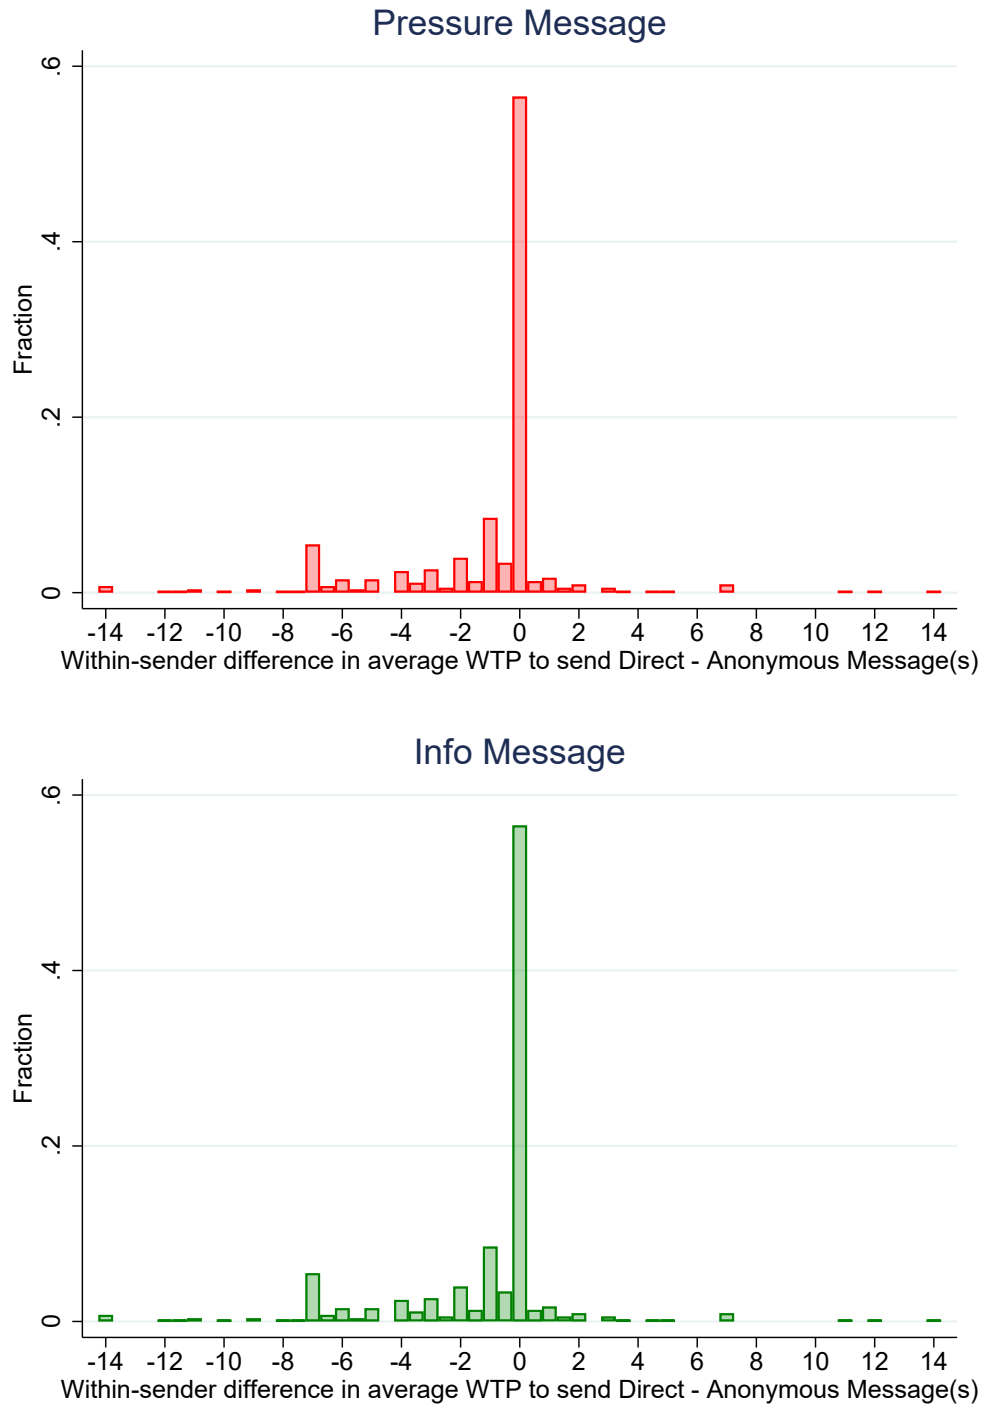 Pressure Message
.6
.4
.2
0
Fraction
-14 -12 -10 -8 -6 -4 -2 0 2 4 6 8 10 12 14
Within-sender difference in average WTP to send Direct - Anonymous Message(s)
Info Message
.6
.4
.2
0
Fraction
-14 -12 -10 -8 -6 -4 -2 0 2 4 6 8 10 12 14
Within-sender difference in average WTP to send Direct - Anonymous Message(s)